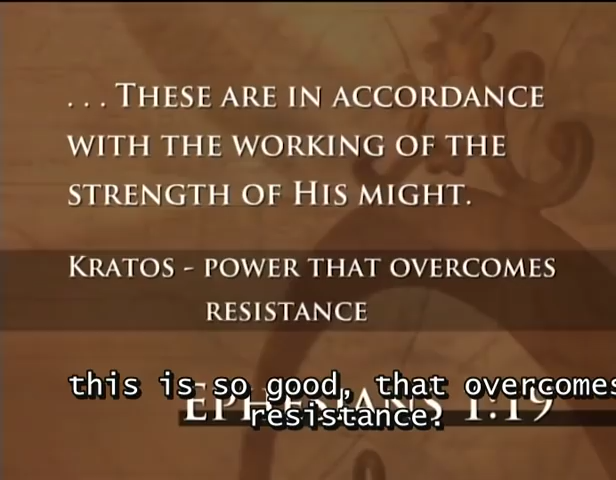 ... These are in accordance
with the working of the
strength of His might.
Kratos - power that overcomes
resistance
this is so good, that overcomes
Ephesians 1:19
resistance.